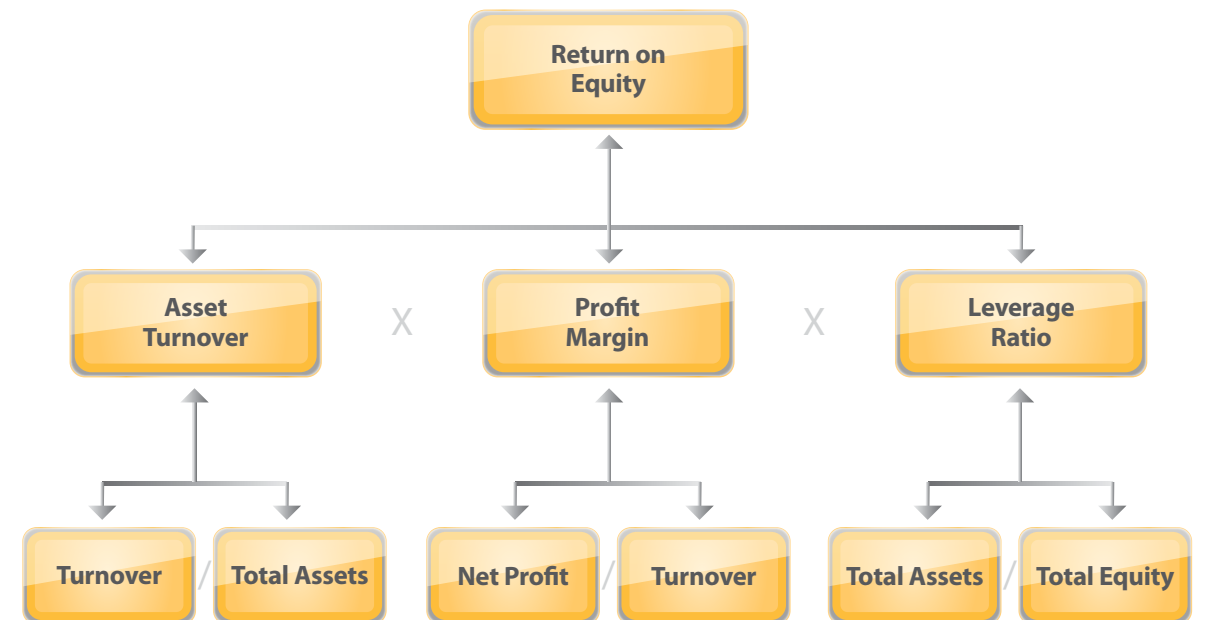 Return on
Equity
Asset
Turnover
X
Profit
Margin
X
Leverage
Ratio
Turnover / Total Assets
Net Profit / Turnover
Total Assets / Total Equity